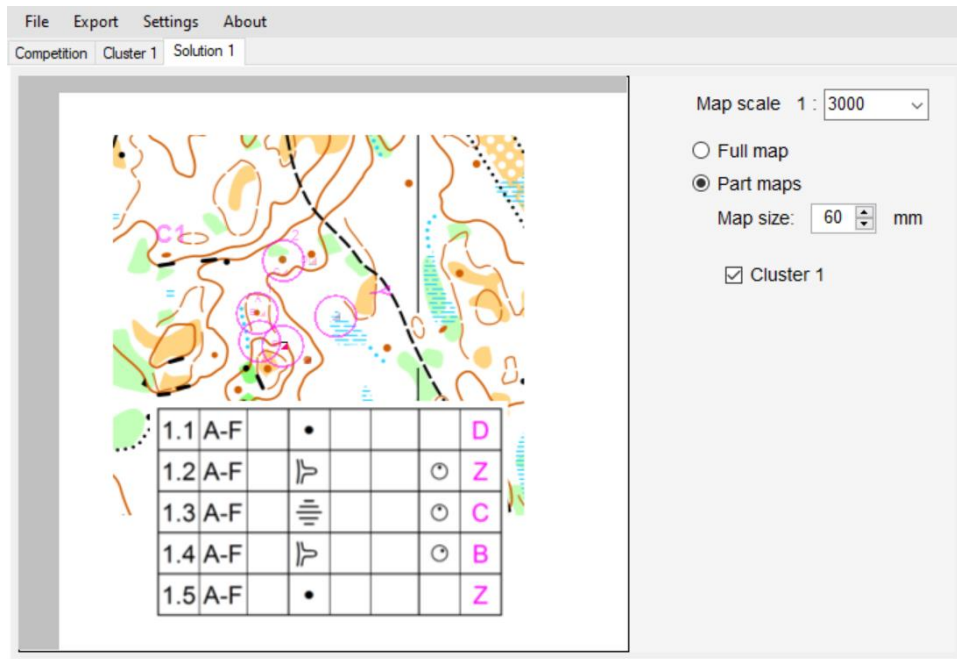 File Export Settings About
Competition Cluster 1 Solution 1
Map scale 1 : 3000
Full map
Part maps
Map size: 60 mm
Cluster 1
C1
2
1.1 A-F D
1.2 A-F Z
1.3 A-F C
1.4 A-F B
1.5 A-F Z